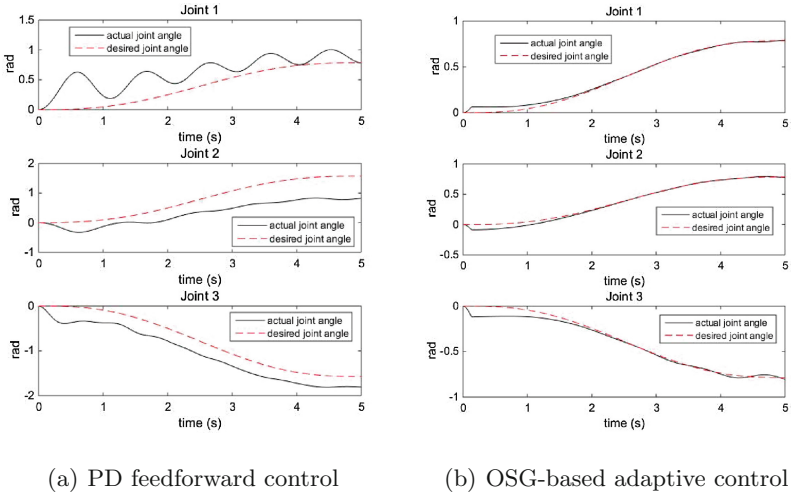 Joint 1
1.5
1
0.5
0
rad
actual joint angle
desired joint angle
0 1 2 3 4 5
time (s)
Joint 2
2
1
0
-1
rad
actual joint angle
desired joint angle
0 1 2 3 4 5
time (s)
Joint 3
0
-1
-2
rad
actual joint angle
desired joint angle
0 1 2 3 4 5
time (s)
(a) PD feedforward control
Joint 1
1
0.5
0
rad
actual joint angle
desired joint angle
0 1 2 3 4 5
time (s)
Joint 2
1
0.5
0
-0.5
rad
actual joint angle
desired joint angle
0 1 2 3 4 5
time (s)
Joint 3
0
-0.5
-1
rad
actual joint angle
desired joint angle
0 1 2 3 4 5
time (s)
(b) OSG-based adaptive control